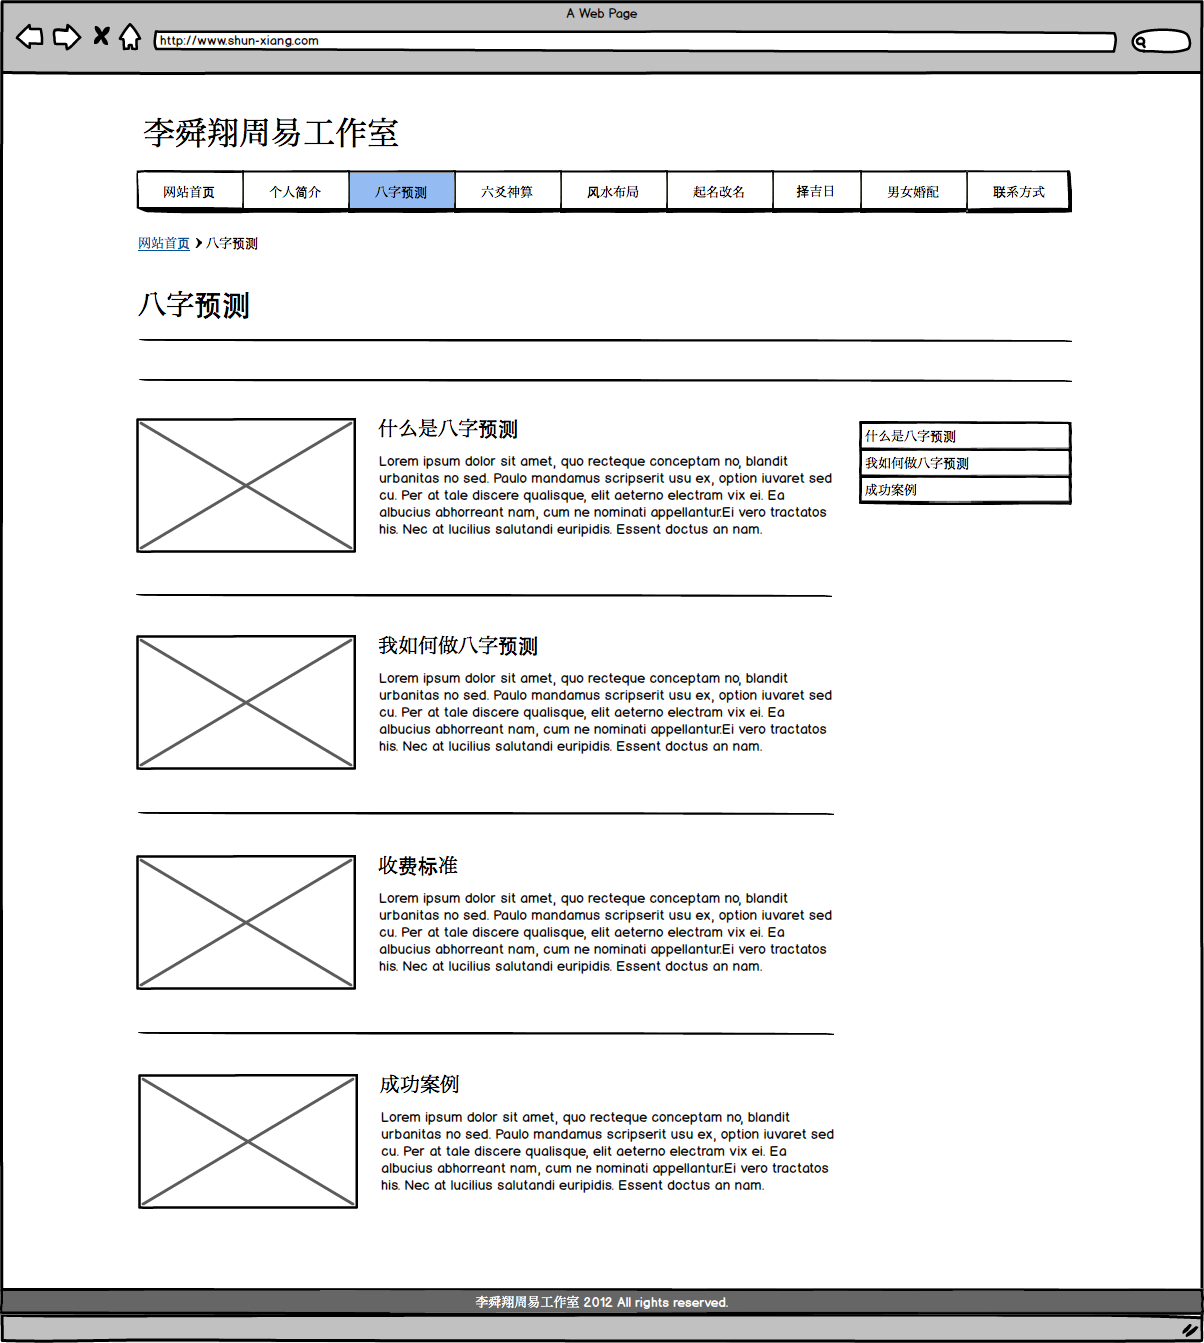 A Web Page
http://www.shun-xiang.com
李舜翔周易工作室
网站首页 个人简介 八字预测 六爻神算 风水布局 起名改名 择吉日 男女婚配 联系方式
网站首页 八字预测
八字预测
什么是八字预测
Lorem ipsum dolor sit amet, quo recteque conceptam no, blandit
urbanitas no sed. Paulo mandamus scripserit usu ex, option iuvaret sed
cu. Per at tale discere qualisque, elit aeterno electram vix ei. Ea
albucius abhorreant nam, cum ne nominati appellantur.Ei vero tractatos
his. Nec at lucilius salutandi euripidis. Essent doctus an nam.
我如何做八字预测
Lorem ipsum dolor sit amet, quo recteque conceptam no, blandit
urbanitas no sed. Paulo mandamus scripserit usu ex, option iuvaret sed
cu. Per at tale discere qualisque, elit aeterno electram vix ei. Ea
albucius abhorreant nam, cum ne nominati appellantur.Ei vero tractatos
his. Nec at lucilius salutandi euripidis. Essent doctus an nam.
收费标准
Lorem ipsum dolor sit amet, quo recteque conceptam no, blandit
urbanitas no sed. Paulo mandamus scripserit usu ex, option iuvaret sed
cu. Per at tale discere qualisque, elit aeterno electram vix ei. Ea
albucius abhorreant nam, cum ne nominati appellantur.Ei vero tractatos
his. Nec at lucilius salutandi euripidis. Essent doctus an nam.
成功案例
Lorem ipsum dolor sit amet, quo recteque conceptam no, blandit
urbanitas no sed. Paulo mandamus scripserit usu ex, option iuvaret sed
cu. Per at tale discere qualisque, elit aeterno electram vix ei. Ea
albucius abhorreant nam, cum ne nominati appellantur.Ei vero tractatos
his. Nec at lucilius salutandi euripidis. Essent doctus an nam.
什么是八字预测
我如何做八字预测
成功案例
李舜翔周易工作室 2012 All rights reserved.